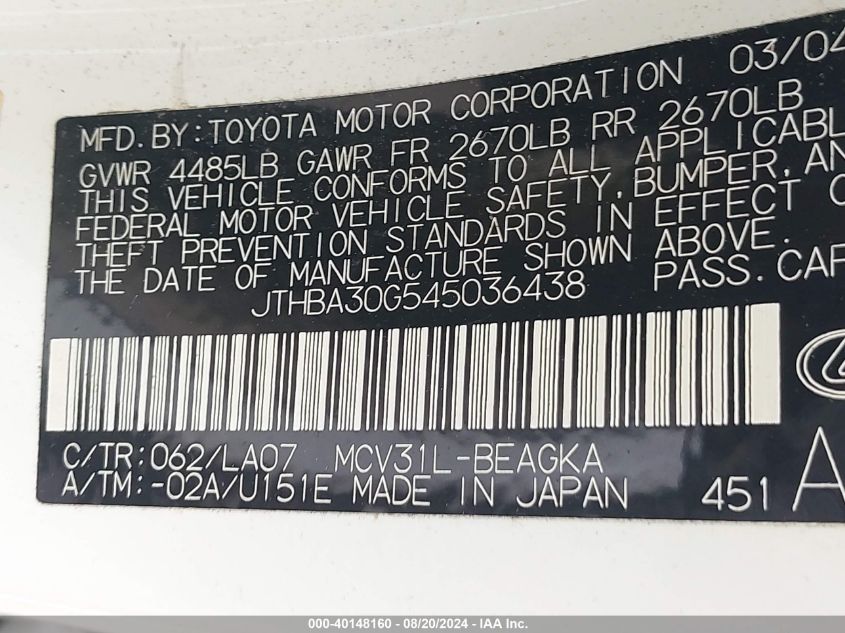 MFD. BY: TOYOTA MOTOR CORPORATION 03/04
GVWR 4485LB GAWR FR 2670LB RR 2670LB
THIS VEHICLE CONFORMS TO ALL APPLICABL
FEDERAL MOTOR VEHICLE SAFETY, BUMPER, AN
THEFT PREVENTION STANDARDS IN EFFECT O
THE DATE OF MANUFACTURE SHOWN ABOVE.
JTHBA30G545036438 PASS. CAR
C/TR: 062/LA07 MCV31L-BEAGKA
A/TM: -02A/U151E MADE IN JAPAN 451 A
000-40148160 - 08/20/2024 - IAA Inc.